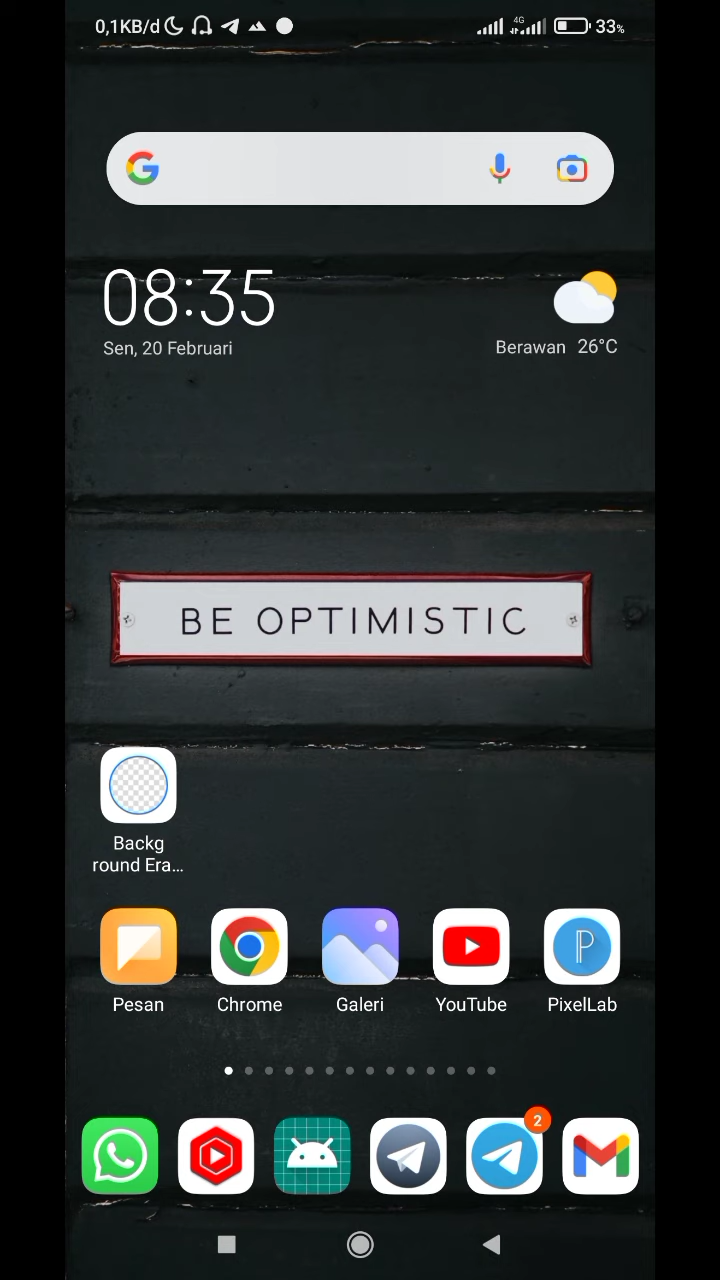 0,1KB/d
4G
33%
08:35
Sen, 20 Februari
Berawan 26°C
BE OPTIMISTIC
Backg
round Era...
Pesan
Chrome
Galeri
YouTube
PixelLab
2